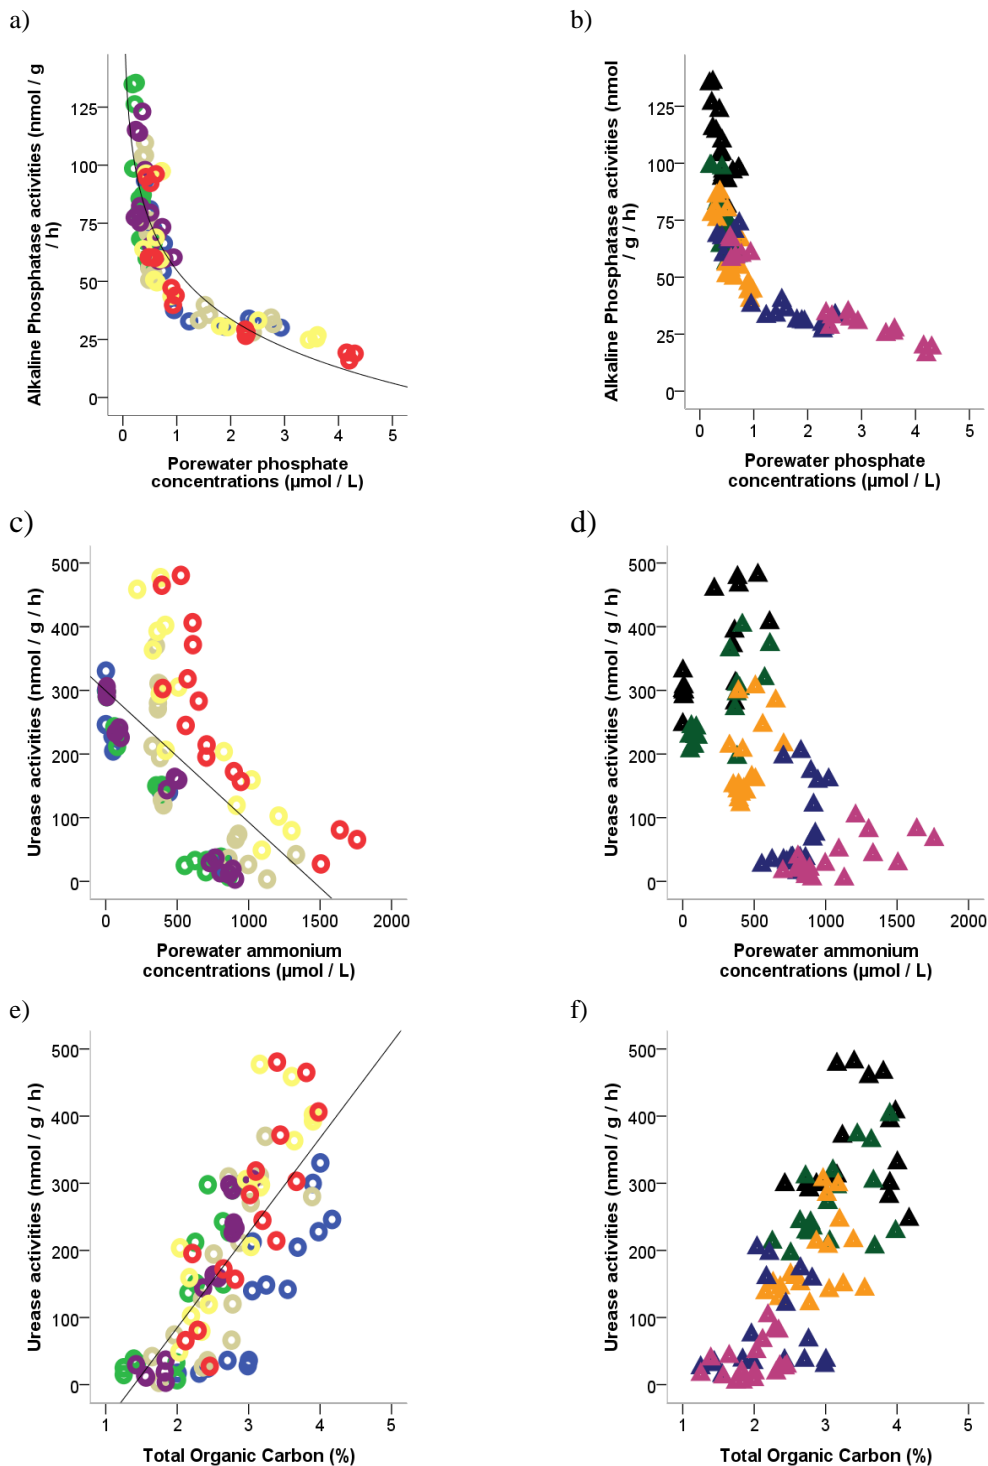 a)
b)
Alkaline Phosphatase activities (nmol / g
/ h)
125
100
75
50
25
0
0 1 2 3 4 5
Porewater phosphate
concentrations (µmol / L)
Alkaline Phosphatase activities (nmol
/ g / h)
125
100
75
50
25
0
0 1 2 3 4 5
Porewater phosphate
concentrations (µmol / L)
c)
d)
Urease activities (nmol / g / h)
500
400
300
200
100
0
0 500 1000 1500 2000
Porewater ammonium
concentrations (µmol / L)
Urease activities (nmol / g / h)
500
400
300
200
100
0
0 500 1000 1500 2000
Porewater ammonium
concentrations (µmol / L)
e)
f)
Urease activities (nmol / g / h)
500
400
300
200
100
0
1 2 3 4 5
Total Organic Carbon (%)
Urease activities (nmol / g / h)
500
400
300
200
100
0
1 2 3 4 5
Total Organic Carbon (%)